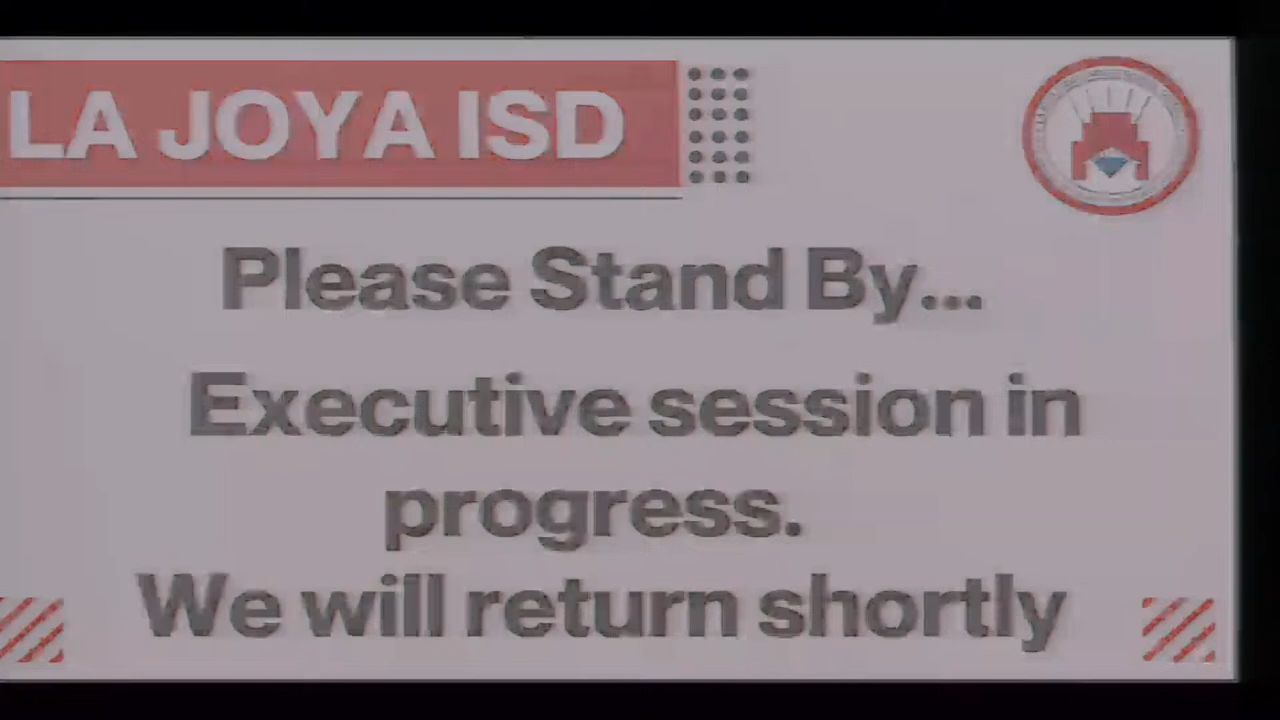 LA JOYA ISD
Please Stand By...
Executive session in
progress.
We will return shortly